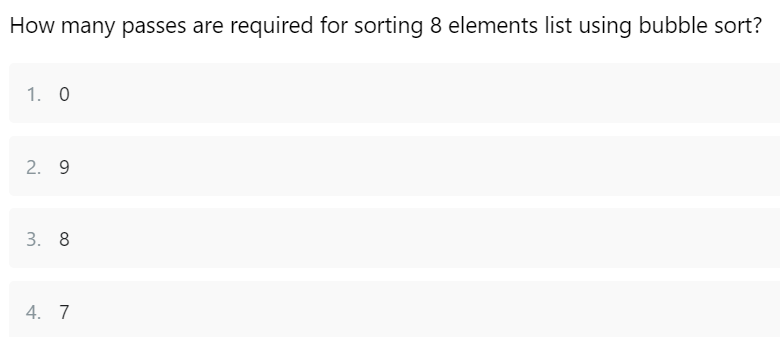 How many passes are required for sorting 8 elements list using bubble sort?
1. 0
2. 9
3. 8
4. 7